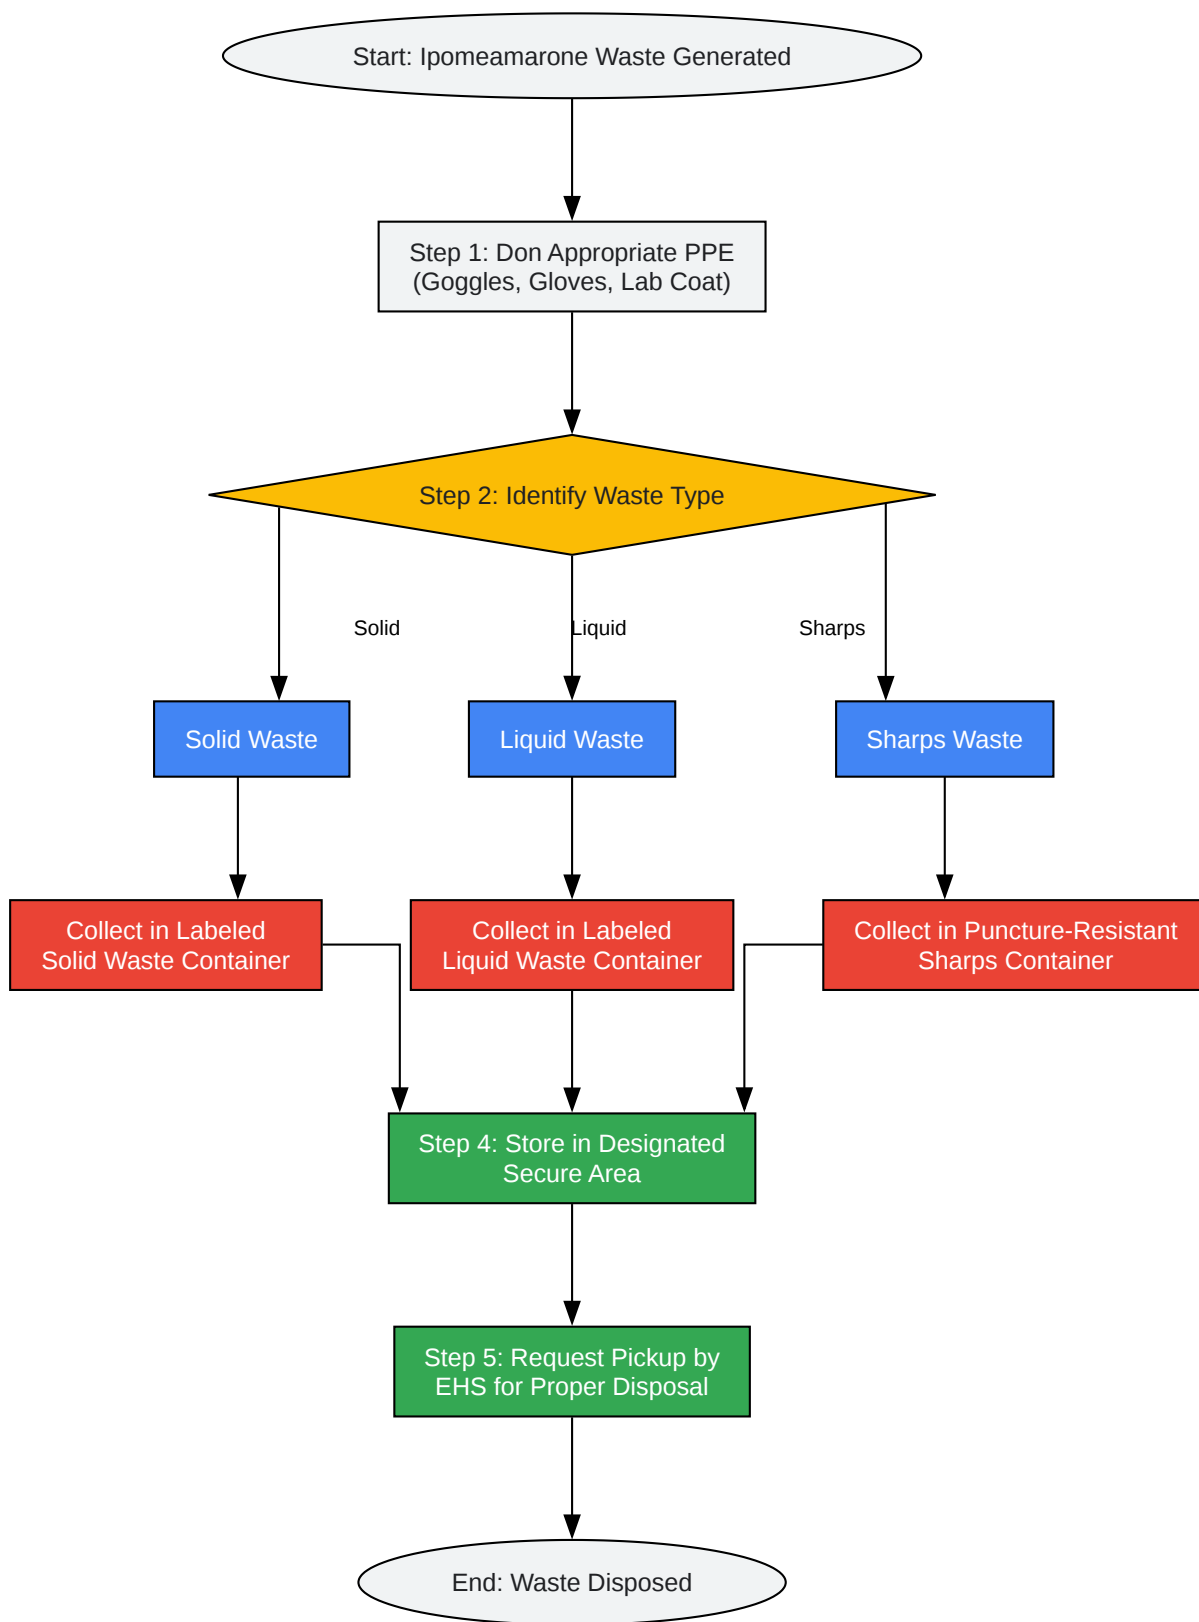 Start: Ipomeamarone Waste Generated
Step 1: Don Appropriate PPE
(Goggles, Gloves, Lab Coat)
Step 2: Identify Waste Type
Solid
Liquid
Sharps
Solid Waste
Liquid Waste
Sharps Waste
Collect in Labeled
Solid Waste Container
Collect in Labeled
Liquid Waste Container
Collect in Puncture-Resistant
Sharps Container
Step 4: Store in Designated
Secure Area
Step 5: Request Pickup by
EHS for Proper Disposal
End: Waste Disposed